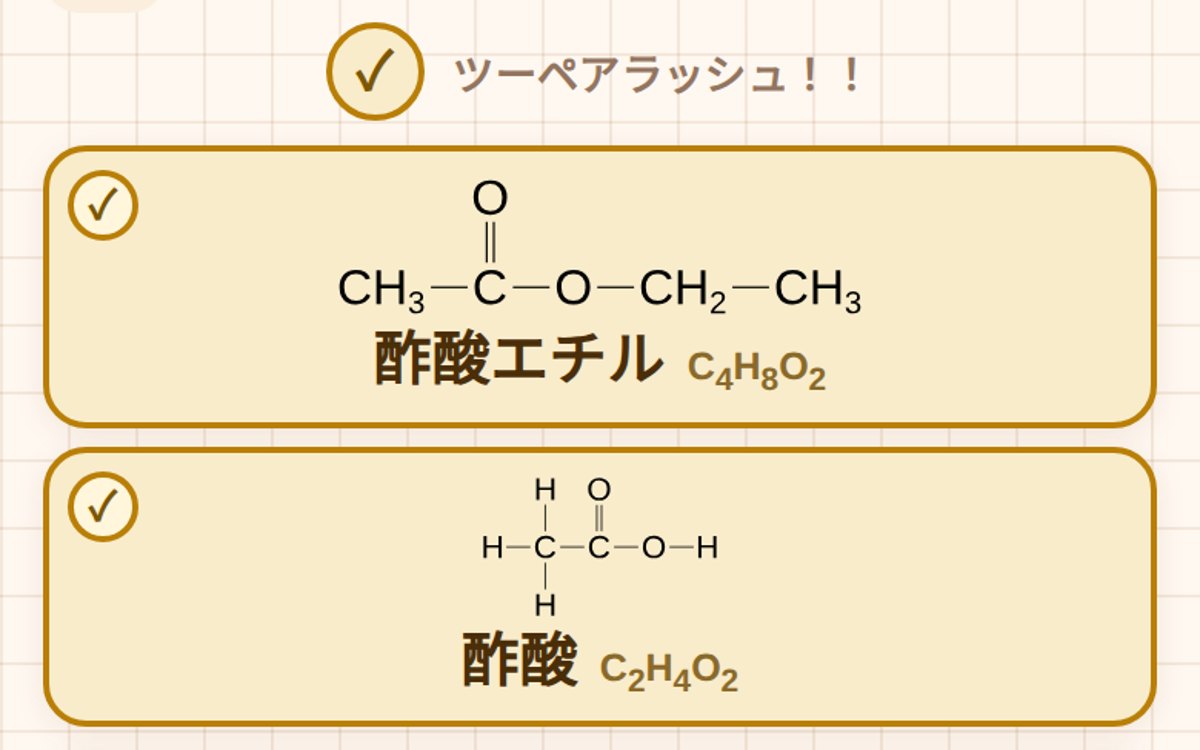 ✓ ツーペアラッシュ！！
✓
O
CH₃—C—O—CH₂—CH₃
酢酸エチル C₄H₈O₂
✓
H O
H—C—C—O—H
H
酢酸 C₂H₄O₂